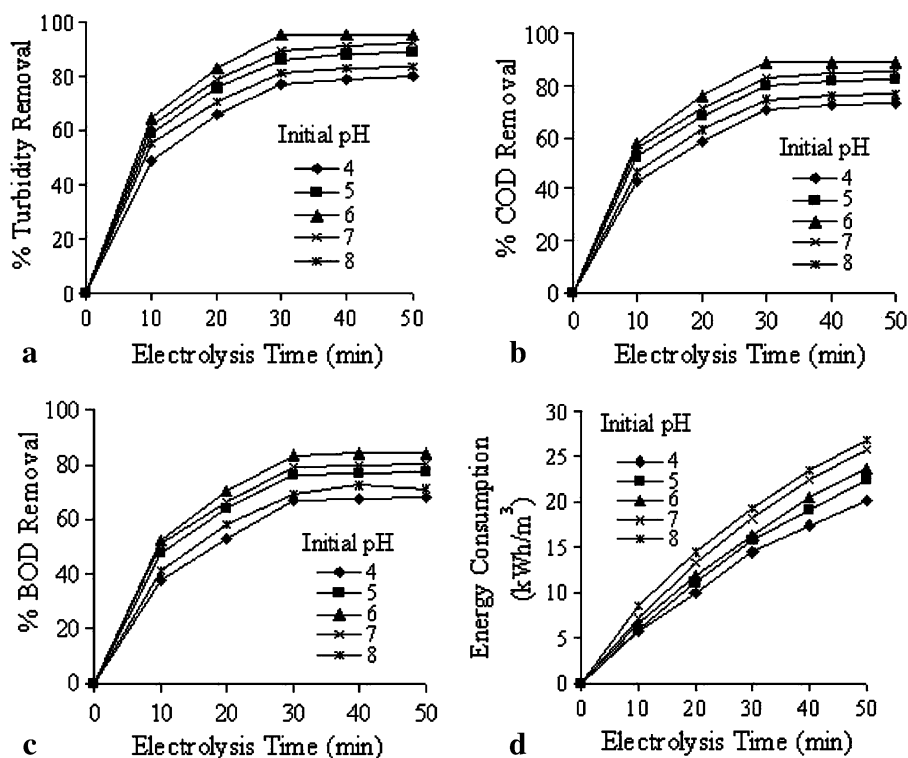 100
80
60
40
20
0
% Turbidity Removal
Initial pH
4
5
6
7
8
0 10 20 30 40 50
a Electrolysis Time (min)
100
80
60
40
20
0
% COD Removal
Initial pH
4
5
6
7
8
0 10 20 30 40 50
b Electrolysis Time (min)
100
80
60
40
20
0
% BOD Removal
Initial pH
4
5
6
7
8
0 10 20 30 40 50
c Electrolysis Time (min)
30
25
20
15
10
5
0
Energy Consumption
(kWh/m³)
Initial pH
4
5
6
7
8
0 10 20 30 40 50
d Electrolysis Time (min)